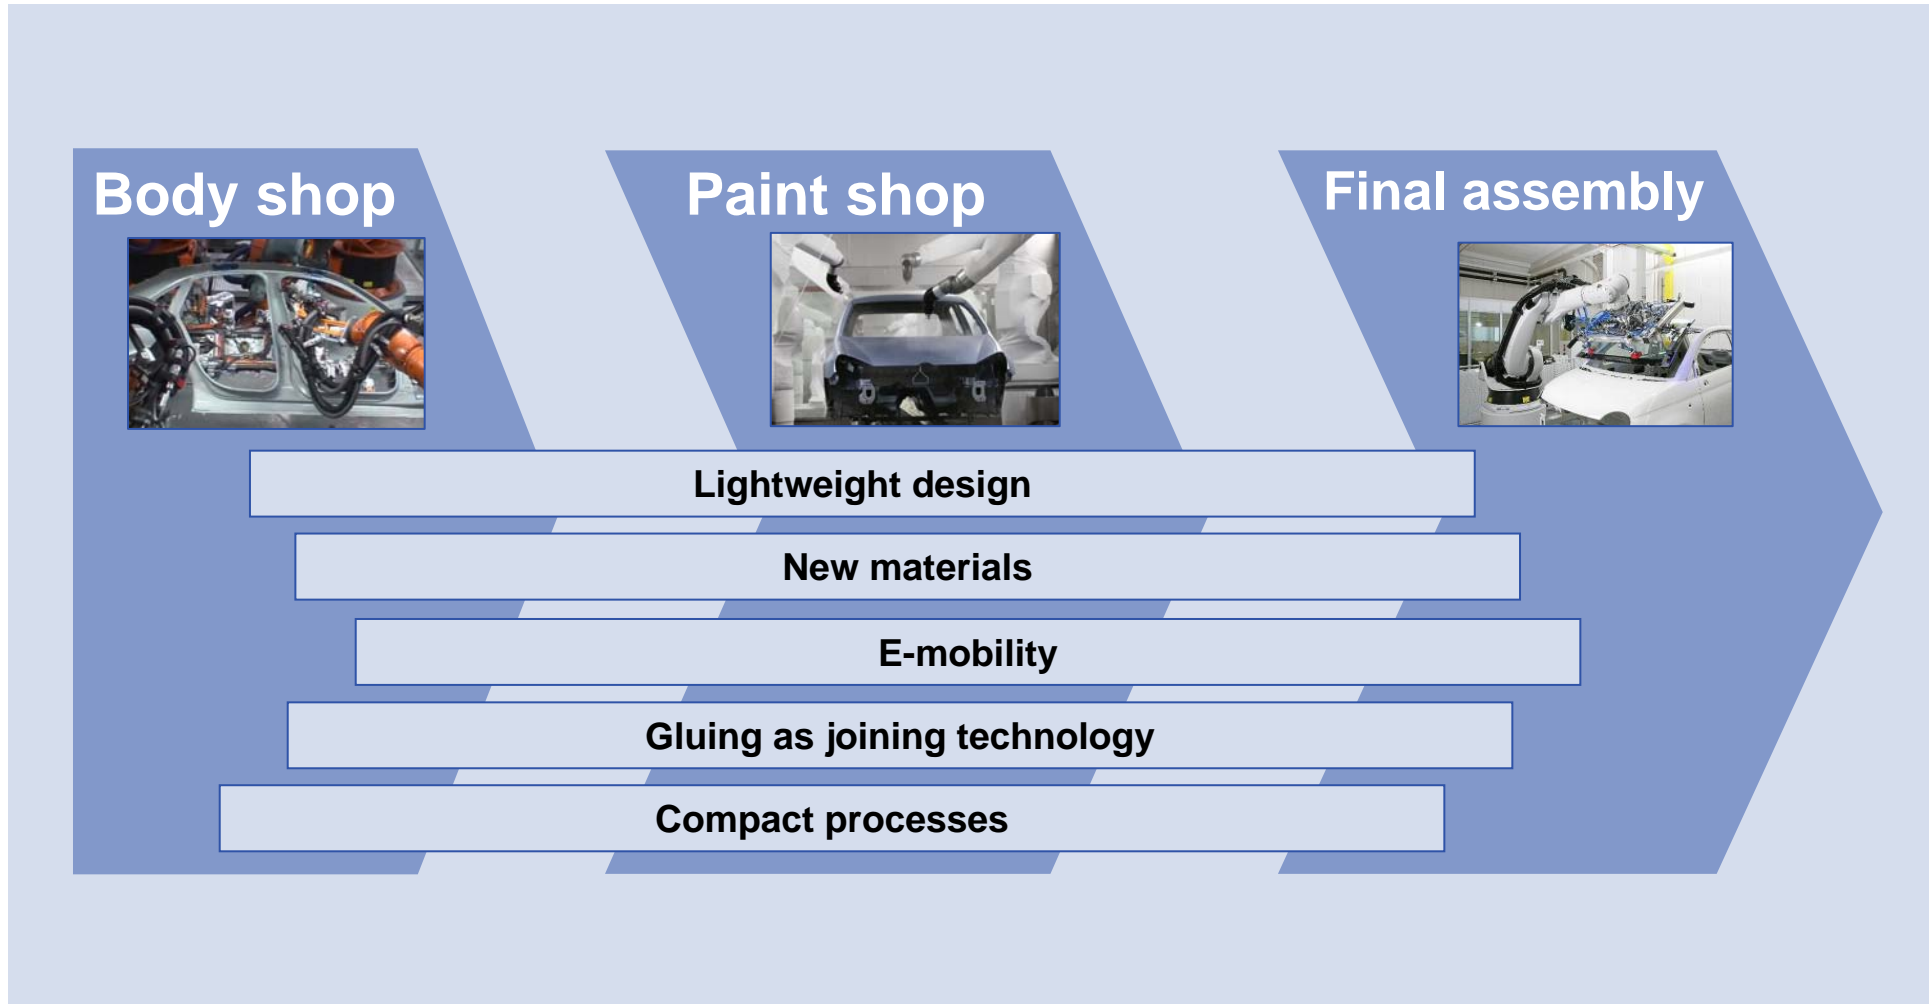 Body shop
Paint shop
Final assembly
Lightweight design
New materials
E-mobility
Gluing as joining technology
Compact processes